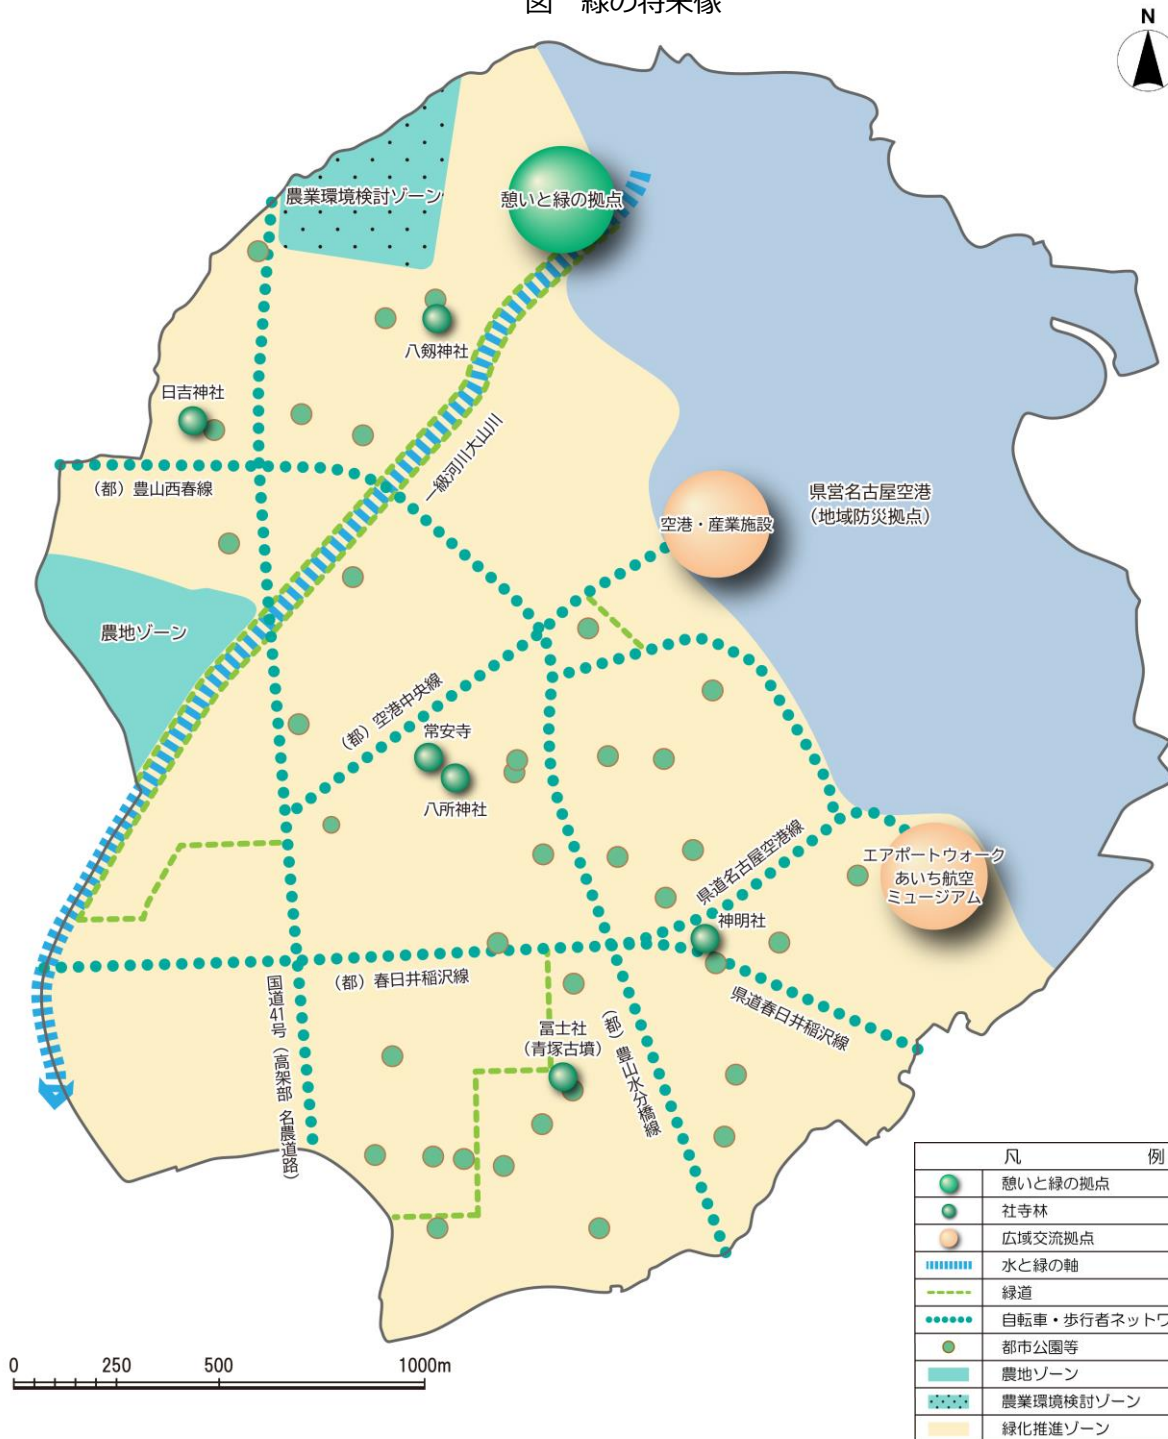 図 緑の将来像
N
農業環境検討ゾーン
憩いと緑の拠点
八剱神社
日吉神社
一級河川大山川
（都）豊山西春線
県営名古屋空港
（地域防災拠点）
空港・産業施設
農地ゾーン
（都）空港中央線
常安寺
八所神社
県道名古屋空港線
エアポートウォーク
あいち航空
ミュージアム
神明社
（都）春日井稲沢線
国道41号（高架部 名農道路）
県道春日井稲沢線
冨士社
（青塚古墳）
（都）豊山水分橋線
0 250 500 1000m
凡 例
憩いと緑の拠点
社寺林
広域交流拠点
水と緑の軸
緑道
自転車・歩行者ネットワ
都市公園等
農地ゾーン
農業環境検討ゾーン
緑化推進ゾーン